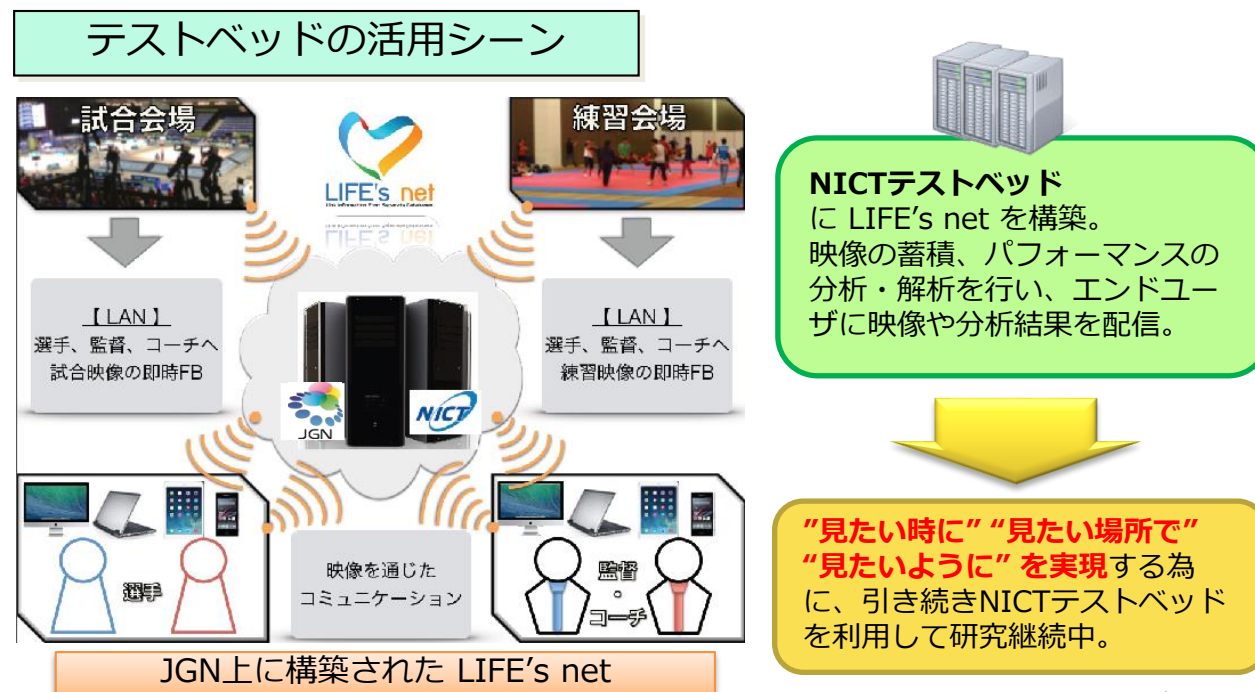 テストベッドの活用シーン
試合会場
LIFE's net
Link Information From Separate Databases
練習会場
【 LAN 】
選手、監督、コーチへ
試合映像の即時FB
【 LAN 】
選手、監督、コーチへ
練習映像の即時FB
JGN
NICT
選手
映像を通じた
コミュニケーション
監督
・
コーチ
JGN上に構築された LIFE’s net
NICTテストベッド
に LIFE’s net を構築。
映像の蓄積、パフォーマンスの
分析・解析を行い、エンドユー
ザに映像や分析結果を配信。
”見たい時に” “見たい場所で”
“見たいように” を実現する為
に、引き続きNICTテストベッド
を利用して研究継続中。